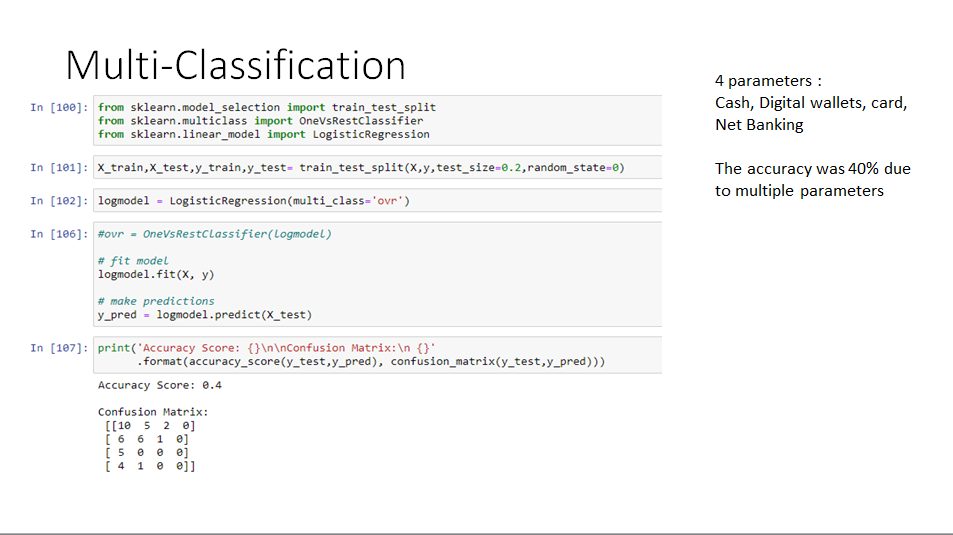 Multi-Classification
In [100]: from sklearn.model_selection import train_test_split
from sklearn.multiclass import OneVsRestClassifier
from sklearn.linear_model import LogisticRegression
In [101]: X_train,X_test,y_train,y_test= train_test_split(X,y,test_size=0.2,random_state=0)
In [102]: logmodel = LogisticRegression(multi_class='ovr')
In [106]: #ovr = OneVsRestClassifier(logmodel)
# fit model
logmodel.fit(X, y)
# make predictions
y_pred = logmodel.predict(X_test)
In [107]: print('Accuracy Score: {}\n\nConfusion Matrix:\n {}'
.format(accuracy_score(y_test,y_pred), confusion_matrix(y_test,y_pred)))
Accuracy Score: 0.4
Confusion Matrix:
[[10 5 2 0]
[ 6 6 1 0]
[ 5 0 0 0]
[ 4 1 0 0]]
4 parameters :
Cash, Digital wallets, card,
Net Banking
The accuracy was 40% due
to multiple parameters